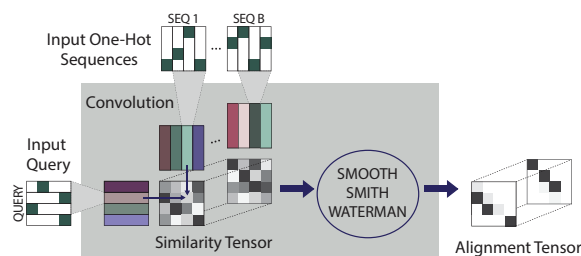 SEQ 1
SEQ B
Input One-Hot
Sequences
...
Convolution
Input
Query
...
QUERY
SMOOTH
SMITH
WATERMAN
Similarity Tensor
Alignment Tensor